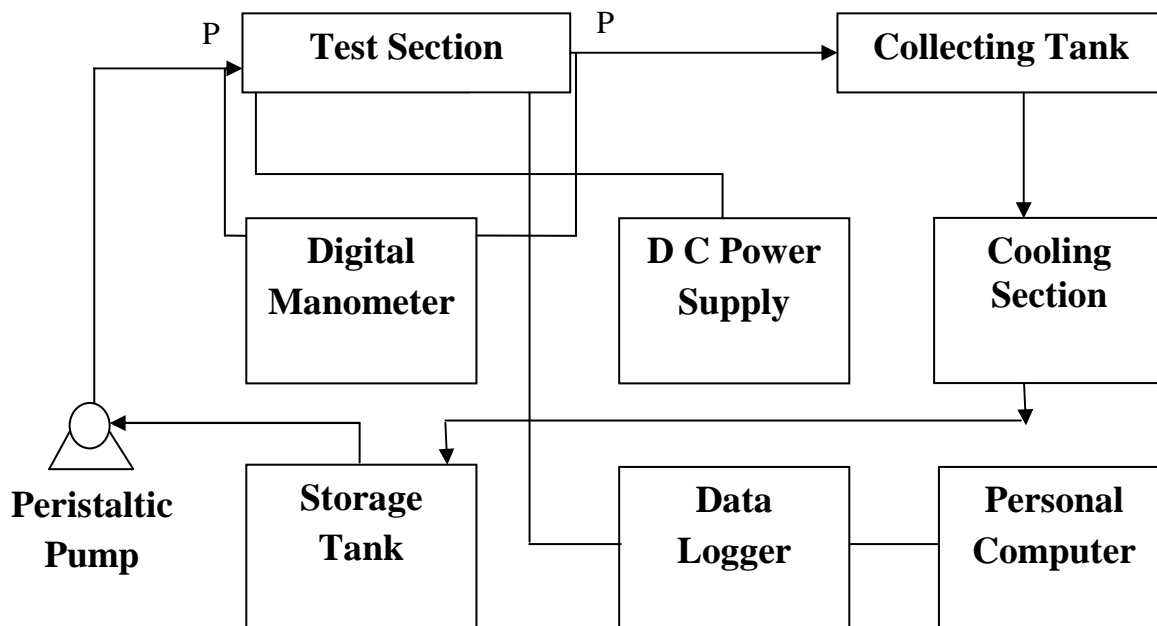 P
Test Section
P
Collecting Tank
Digital
Manometer
D C Power
Supply
Cooling
Section
Peristaltic
Pump
Storage
Tank
Data
Logger
Personal
Computer